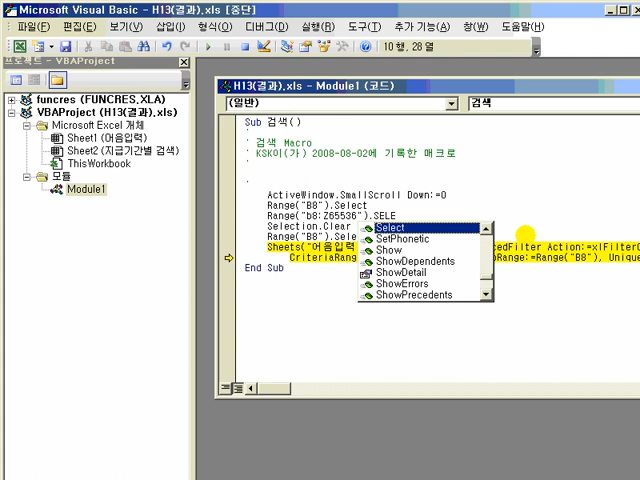 Microsoft Visual Basic - H13(결과).xls [중단]
파일(F) 편집(E) 보기(V) 삽입(I) 형식(O) 디버그(D) 실행(R) 도구(T) 추가 기능(A) 창(W) 도움말(H)
10 행, 28 열
프로젝트 - VBAProject
funcres (FUNCRES.XLA)
VBAProject (H13(결과).xls)
Microsoft Excel 개체
Sheet1 (어음입력)
Sheet2 (지급기간별 검색)
ThisWorkbook
모듈
Module1
H13(결과).xls - Module1 (코드)
(일반) 검색
Sub 검색()
'
' 검색 Macro
' KSK이(가) 2008-08-02에 기록한 매크로
'
'
ActiveWindow.SmallScroll Down:=0
Range("B8").Select
Range("b8:Z65536").SELE
Selection.Clear
Range("B8").Sele
Sheets("어음입력 cedFilter Action:=xlFilterC
CriteriaRang Range:=Range("B8"), Unique
End Sub
Select
SetPhonetic
Show
ShowDependents
ShowDetail
ShowErrors
ShowPrecedents